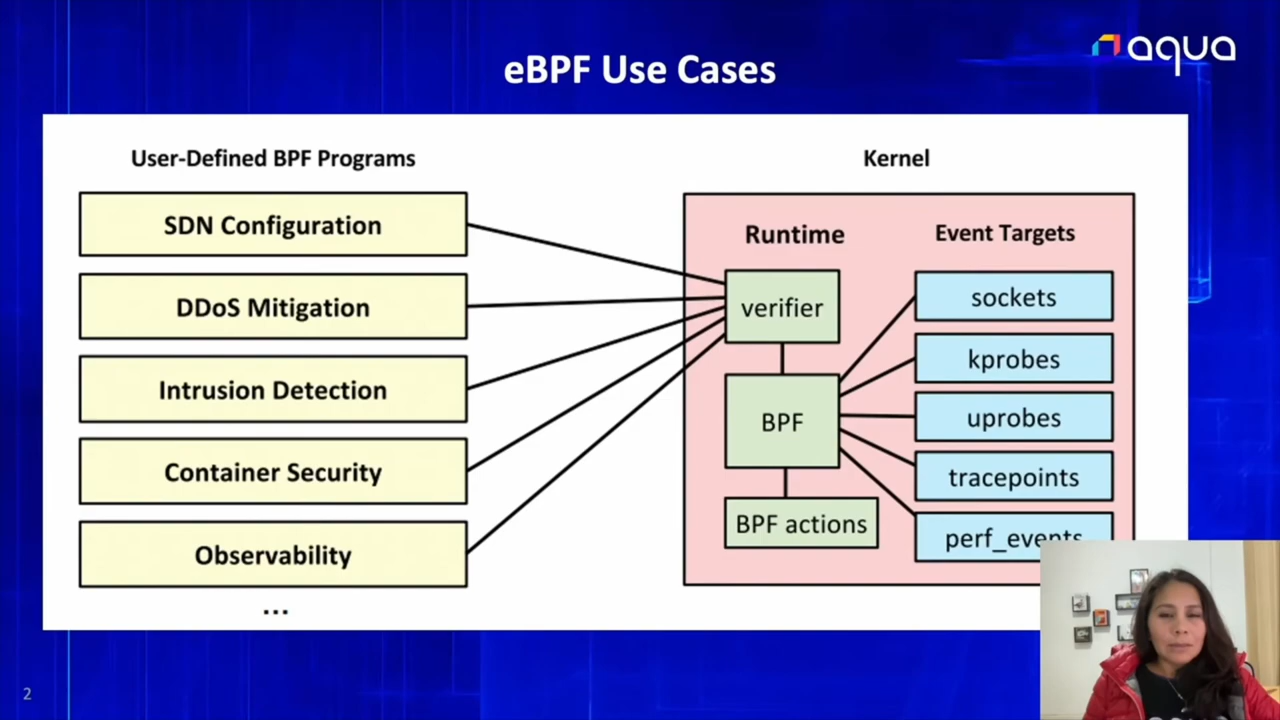 aqua
eBPF Use Cases
User-Defined BPF Programs
SDN Configuration
DDoS Mitigation
Intrusion Detection
Container Security
Observability
...
Kernel
Runtime
verifier
BPF
BPF actions
Event Targets
sockets
kprobes
uprobes
tracepoints
perf_events
2